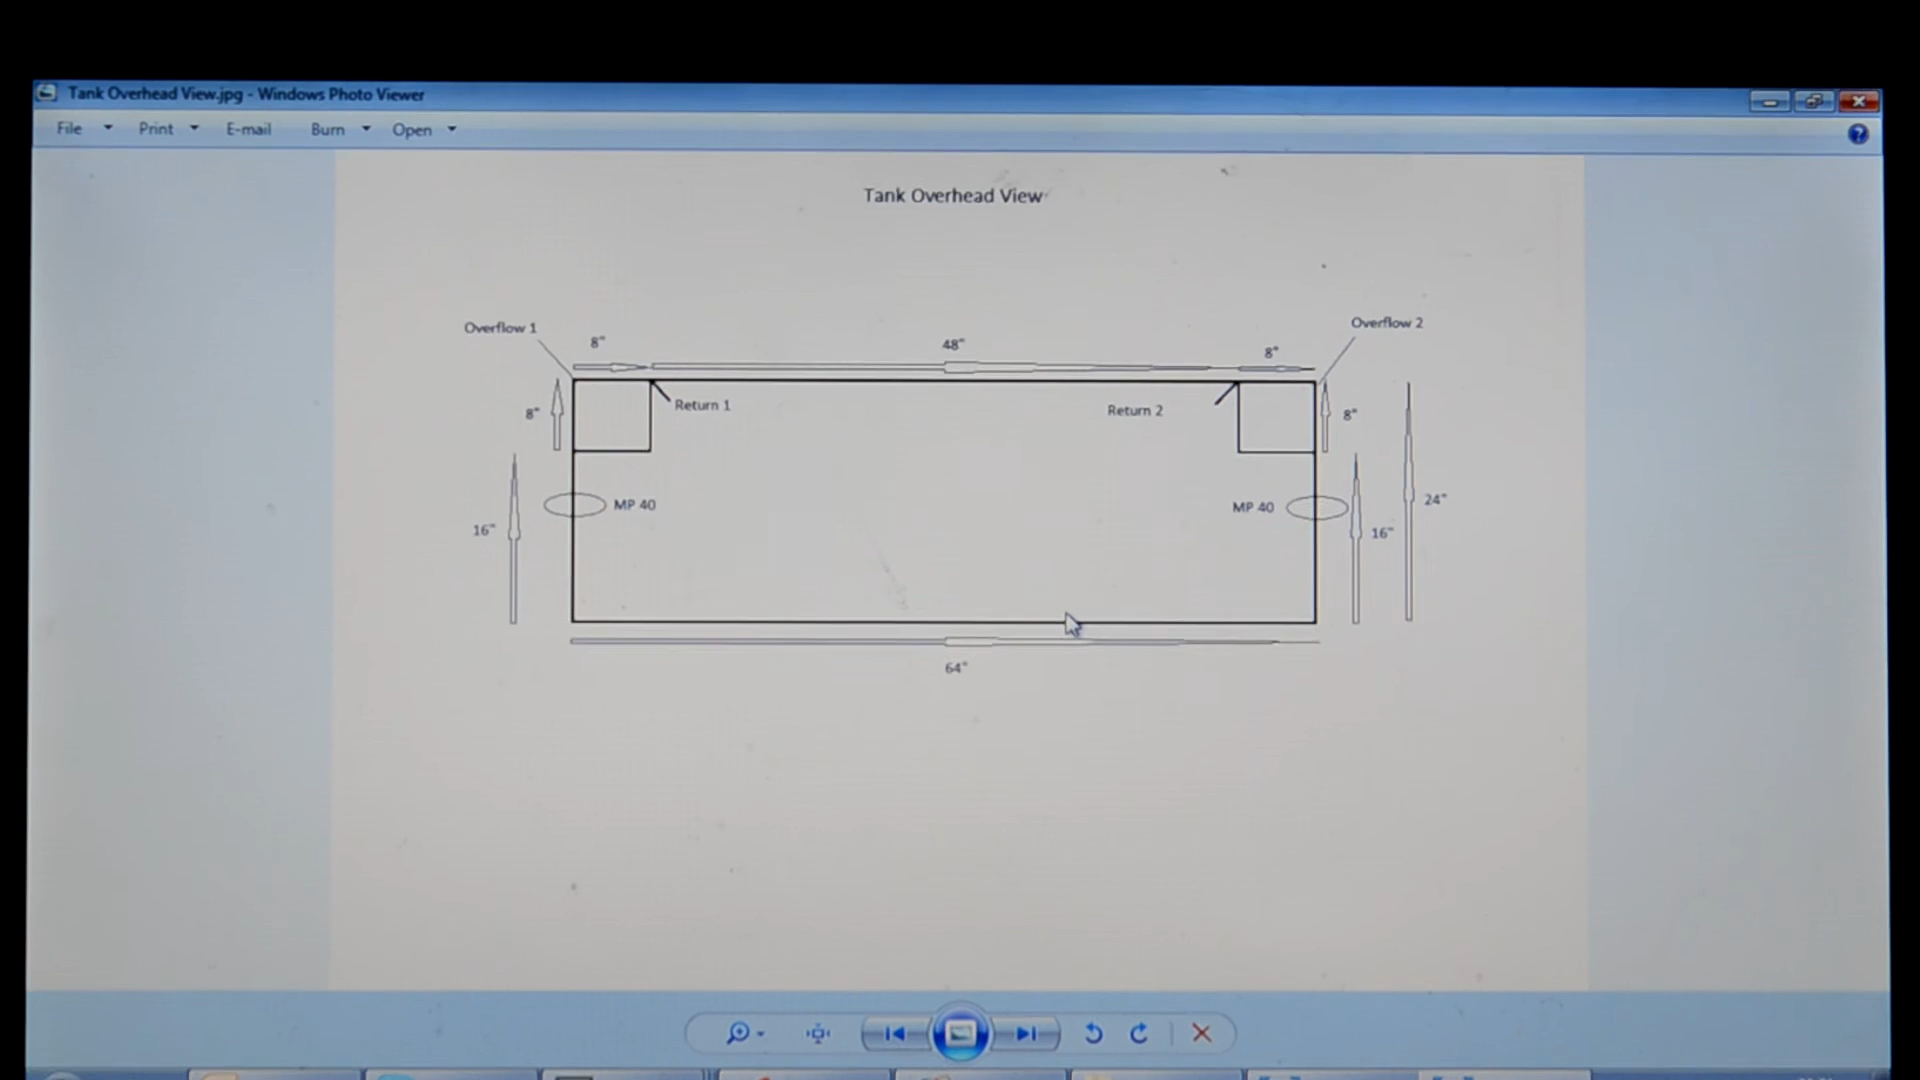 Tank Overhead View.jpg - Windows Photo Viewer
File Print E-mail Burn Open
Tank Overhead View
Overflow 1
Overflow 2
8"
48"
8"
8"
Return 1
Return 2
8"
16"
MP 40
MP 40
16"
24"
64"